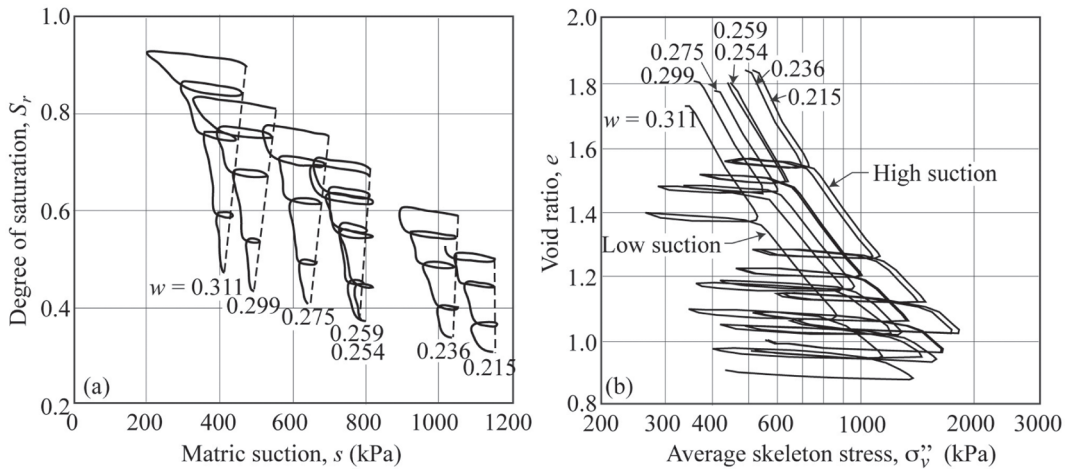 1.0
0.8
0.6
0.4
0.2
Degree of saturation, Sr
w = 0.311
0.299
0.275
0.259
0.254
0.236
0.215
(a)
0 200 400 600 800 1000 1200
Matric suction, s (kPa)
2.0
1.8
1.6
1.4
1.2
1.0
0.8
Void ratio, e
0.259
0.275 0.254
0.299 0.236
0.215
w = 0.311
High suction
Low suction
(b)
200 300 400 600 1000 2000 3000
Average skeleton stress, σv” (kPa)